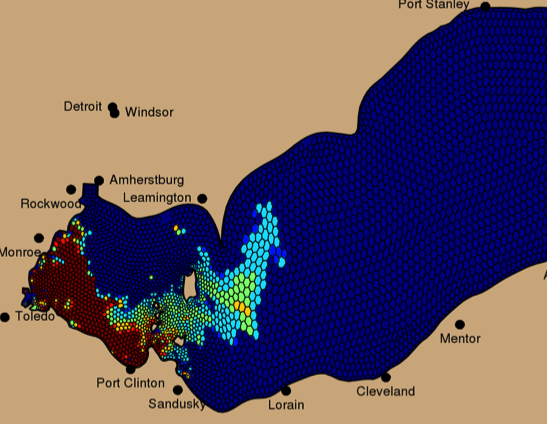 Port Stanley
Detroit
Windsor
Amherstburg
Leamington
Rockwood
Monroe
Toledo
Mentor
Port Clinton
Cleveland
Sandusky
Lorain